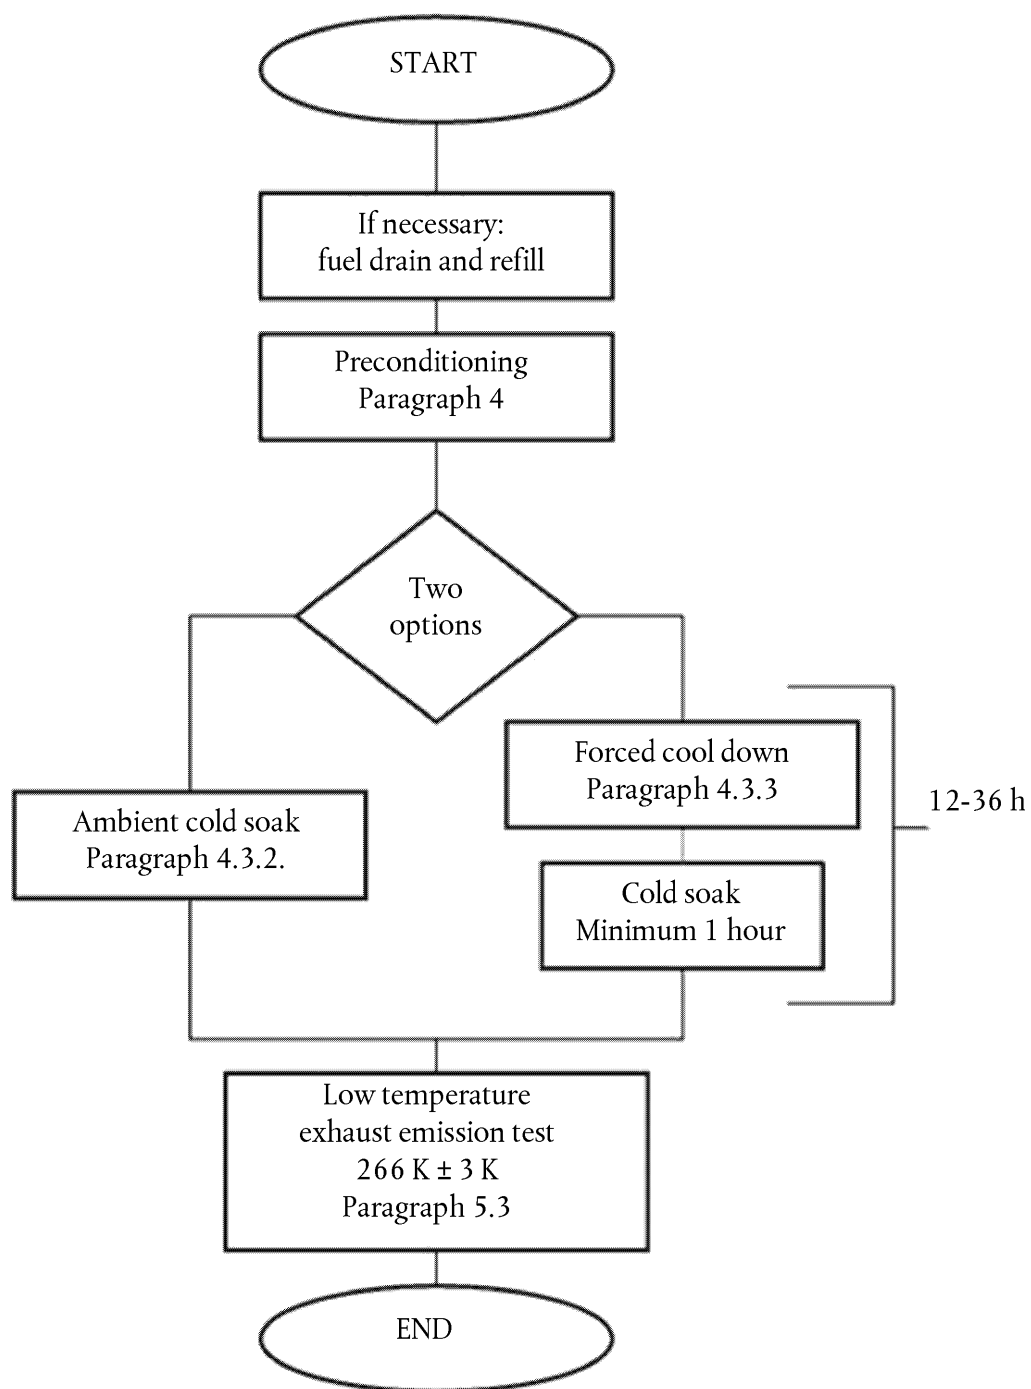 START
If necessary:
fuel drain and refill
Preconditioning
Paragraph 4
Two
options
Forced cool down
Paragraph 4.3.3
12-36 h
Ambient cold soak
Paragraph 4.3.2.
Cold soak
Minimum 1 hour
Low temperature
exhaust emission test
266 K ± 3 K
Paragraph 5.3
END